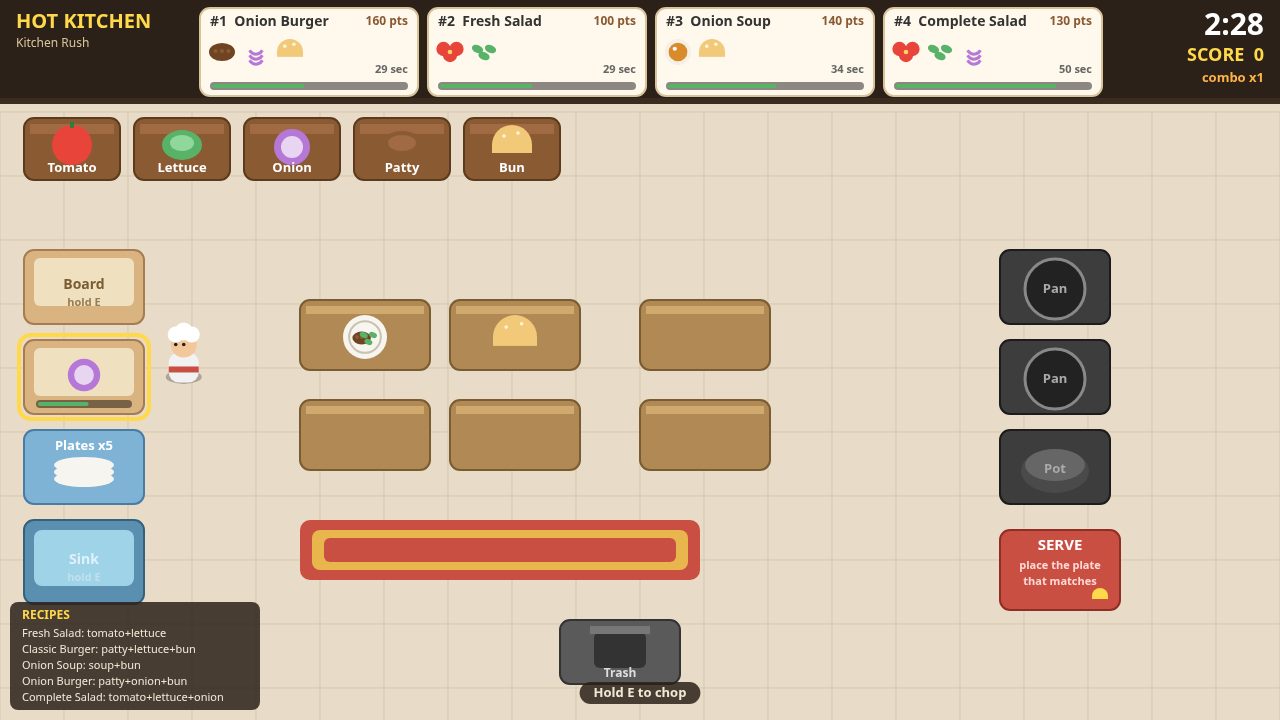 HOT KITCHEN
Kitchen Rush
#1 Onion Burger 160 pts
29 sec
#2 Fresh Salad 100 pts
29 sec
#3 Onion Soup 140 pts
34 sec
#4 Complete Salad 130 pts
50 sec
2:28
SCORE 0
combo x1
Tomato
Lettuce
Onion
Patty
Bun
Board
hold E
Plates x5
Sink
hold E
Pan
Pan
Pot
SERVE
place the plate
that matches
RECIPES
Fresh Salad: tomato+lettuce
Classic Burger: patty+lettuce+bun
Onion Soup: soup+bun
Onion Burger: patty+onion+bun
Complete Salad: tomato+lettuce+onion
Trash
Hold E to chop